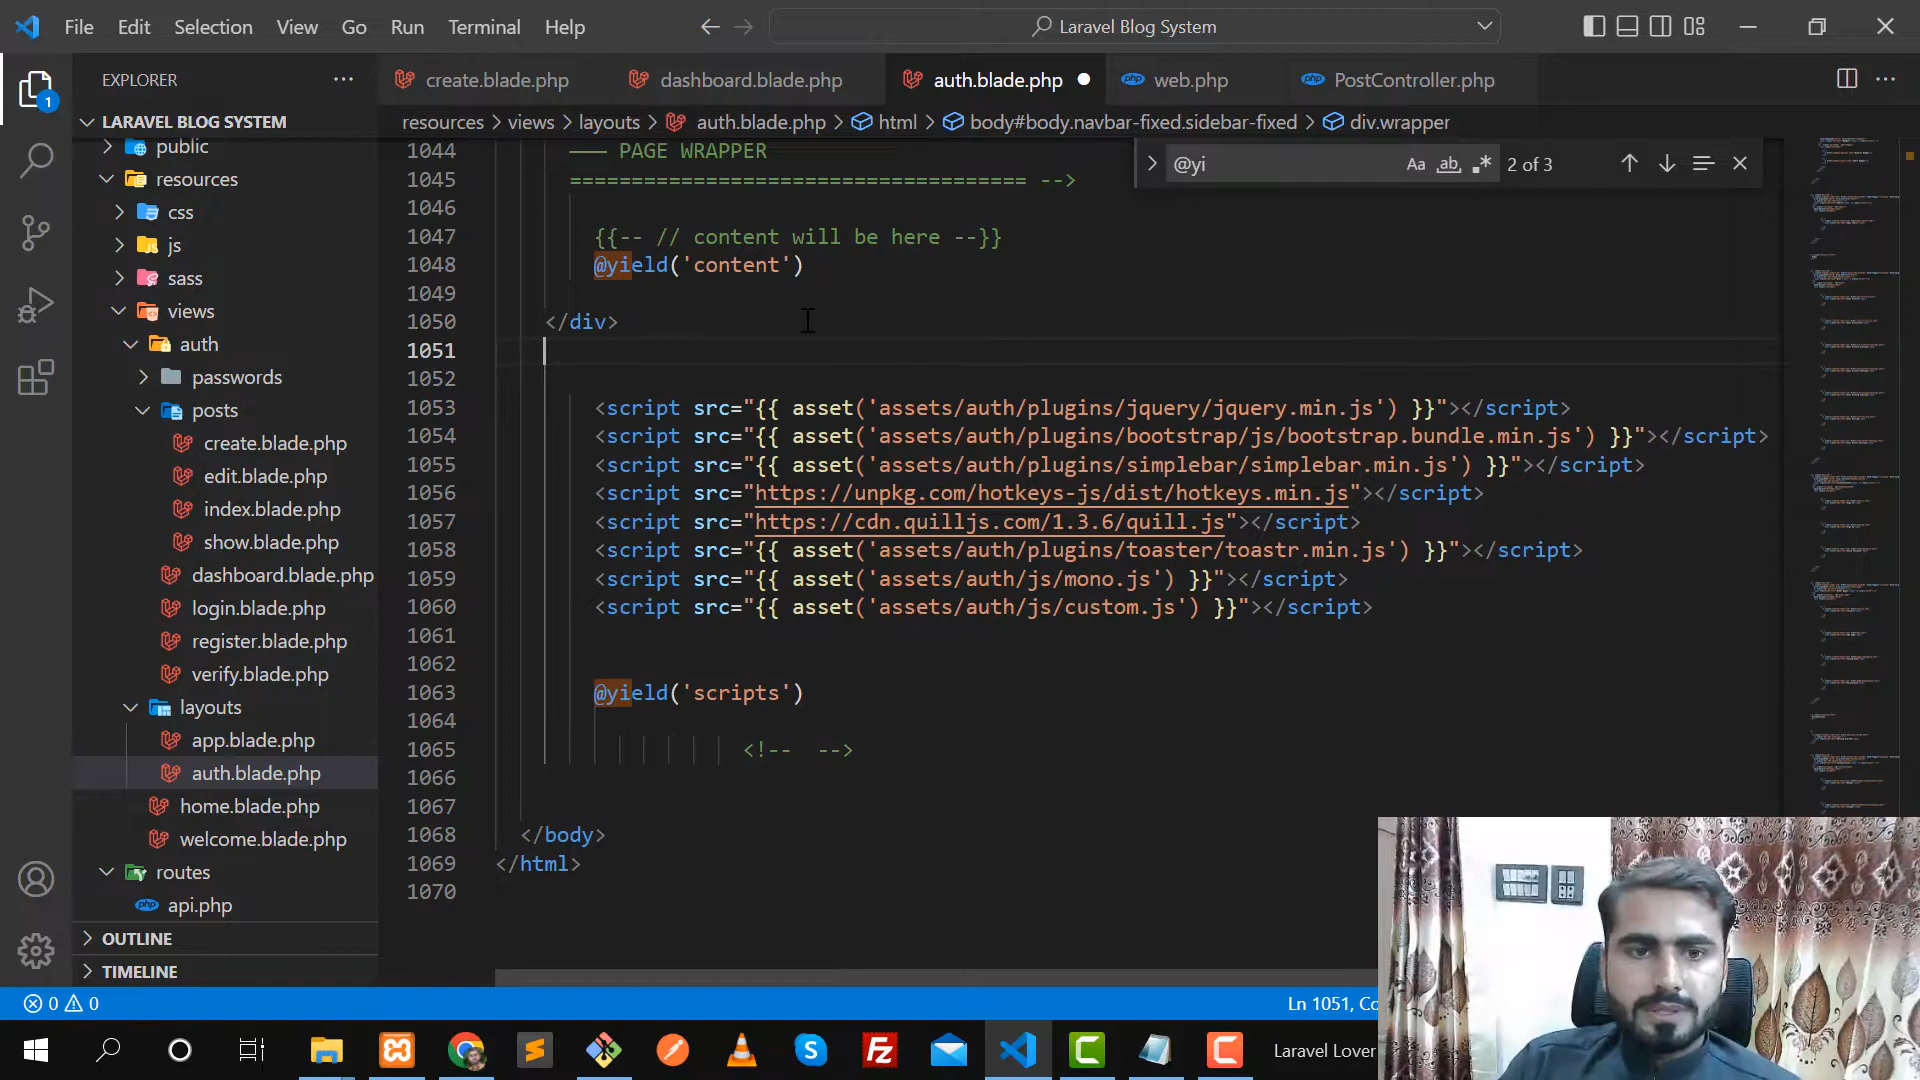 File Edit Selection View Go Run Terminal Help
Laravel Blog System
EXPLORER
LARAVEL BLOG SYSTEM
public
resources
css
js
sass
views
auth
passwords
posts
create.blade.php
edit.blade.php
index.blade.php
show.blade.php
dashboard.blade.php
login.blade.php
register.blade.php
verify.blade.php
layouts
app.blade.php
auth.blade.php
home.blade.php
welcome.blade.php
routes
api.php
OUTLINE
TIMELINE
1
create.blade.php dashboard.blade.php auth.blade.php web.php PostController.php
resources > views > layouts > auth.blade.php > html > body#body.navbar-fixed.sidebar-fixed > div.wrapper
@yi Aa ab 2 of 3
1044 —— PAGE WRAPPER
1045 ===================================== -->
1046
1047 {{-- // content will be here --}}
1048 @yield('content')
1049
1050 </div>
1051
1052
1053 <script src="{{ asset('assets/auth/plugins/jquery/jquery.min.js') }}"></script>
1054 <script src="{{ asset('assets/auth/plugins/bootstrap/js/bootstrap.bundle.min.js') }}"></script>
1055 <script src="{{ asset('assets/auth/plugins/simplebar/simplebar.min.js') }}"></script>
1056 <script src="https://unpkg.com/hotkeys-js/dist/hotkeys.min.js"></script>
1057 <script src="https://cdn.quilljs.com/1.3.6/quill.js"></script>
1058 <script src="{{ asset('assets/auth/plugins/toaster/toastr.min.js') }}"></script>
1059 <script src="{{ asset('assets/auth/js/mono.js') }}"></script>
1060 <script src="{{ asset('assets/auth/js/custom.js') }}"></script>
1061
1062
1063 @yield('scripts')
1064
1065 <!--  -->
1066
1067
1068 </body>
1069 </html>
1070
0 0
Ln 1051, Co
Laravel Lover